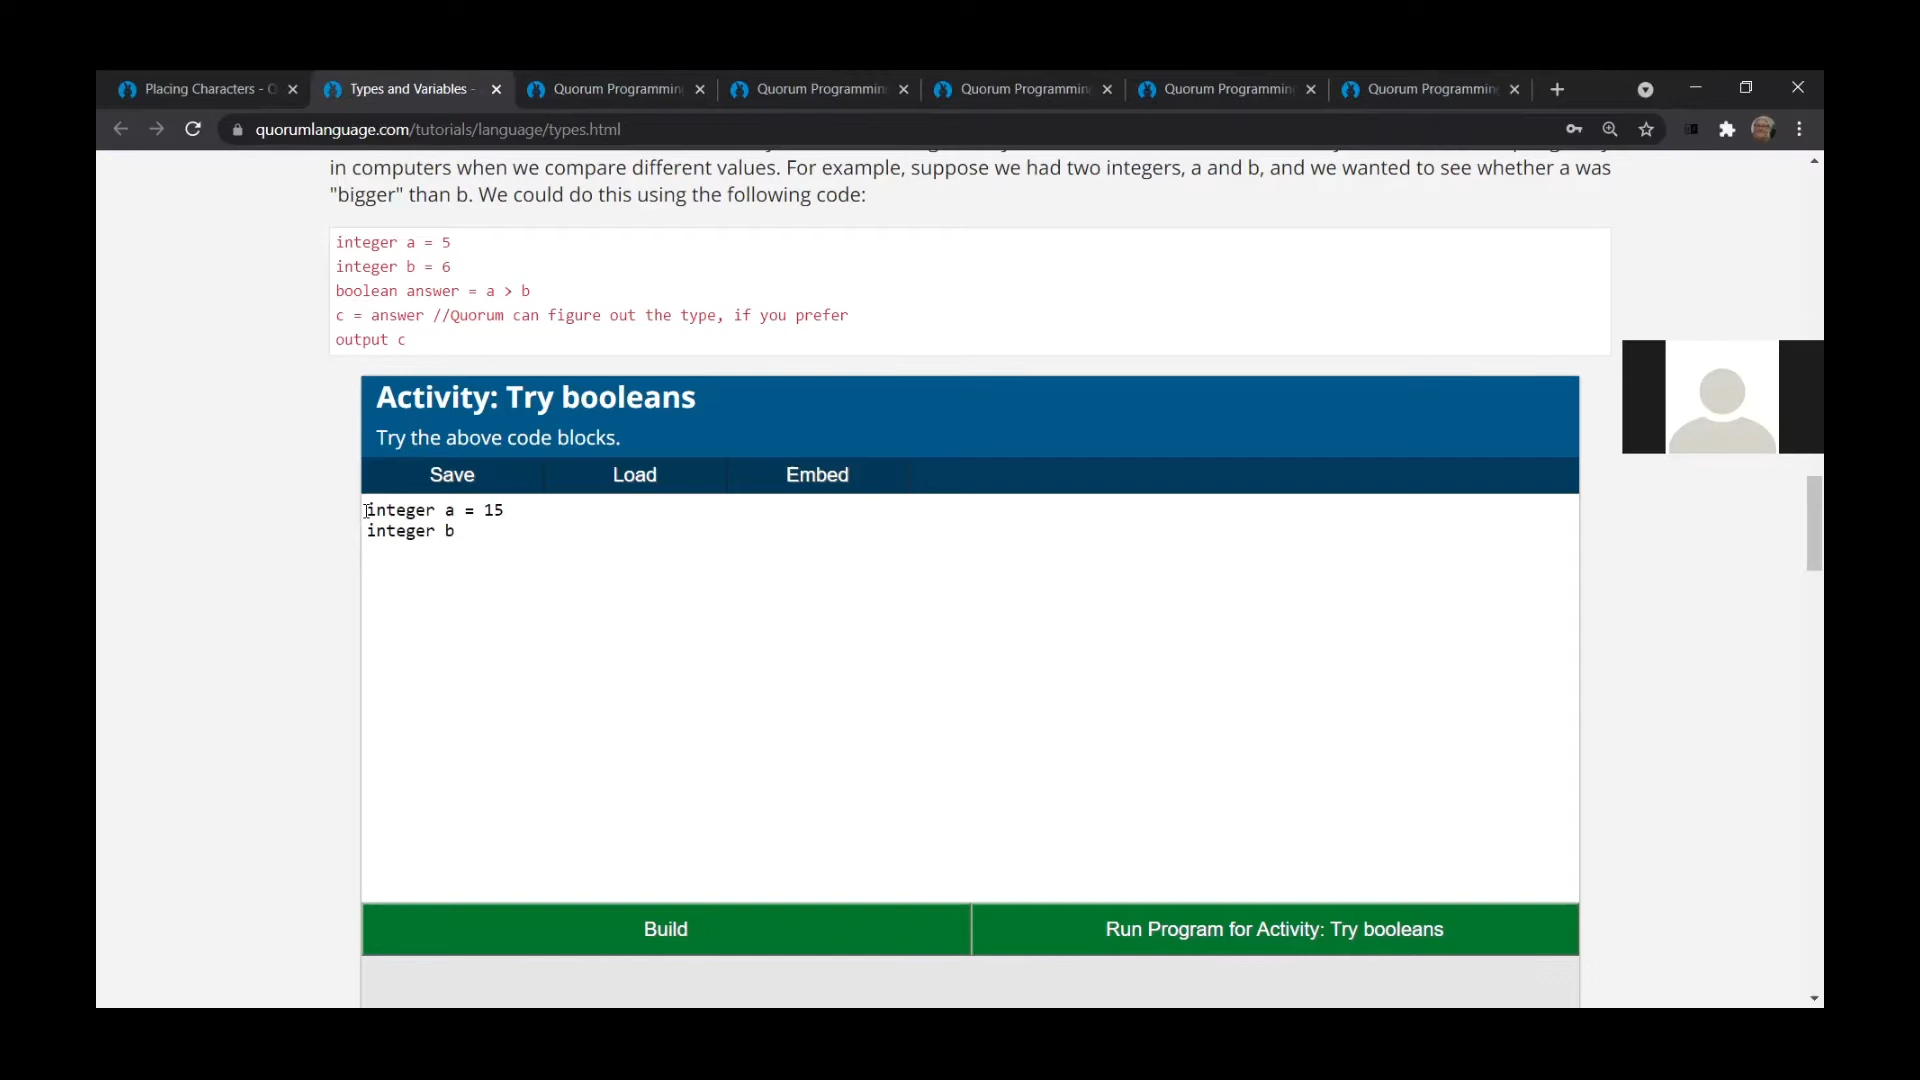 Placing Characters - Q
Types and Variables -
Quorum Programmin
Quorum Programmin
Quorum Programmin
Quorum Programmin
Quorum Programmin
quorumlanguage.com/tutorials/language/types.html
in computers when we compare different values. For example, suppose we had two integers, a and b, and we wanted to see whether a was
"bigger" than b. We could do this using the following code:
integer a = 5
integer b = 6
boolean answer = a > b
c = answer //Quorum can figure out the type, if you prefer
output c
Activity: Try booleans
Try the above code blocks.
Save Load Embed
integer a = 15
integer b
Build Run Program for Activity: Try booleans